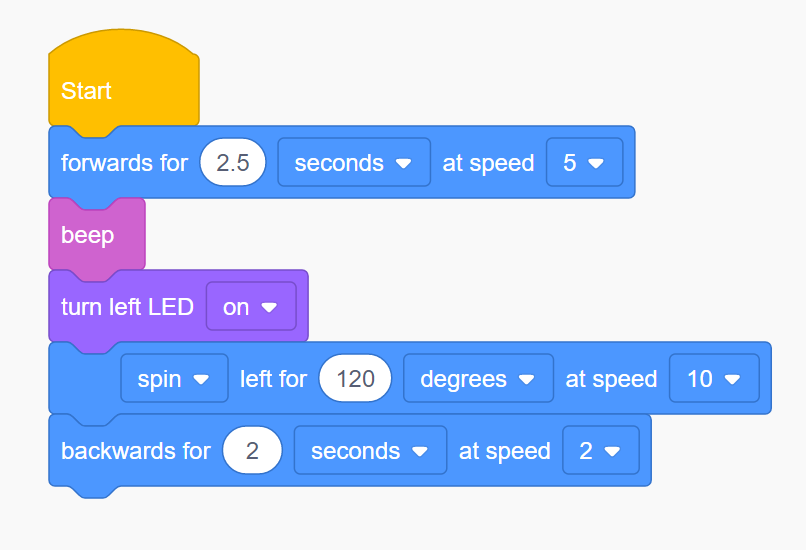 Start
forwards for 2.5 seconds at speed 5
beep
turn left LED on
spin left for 120 degrees at speed 10
backwards for 2 seconds at speed 2